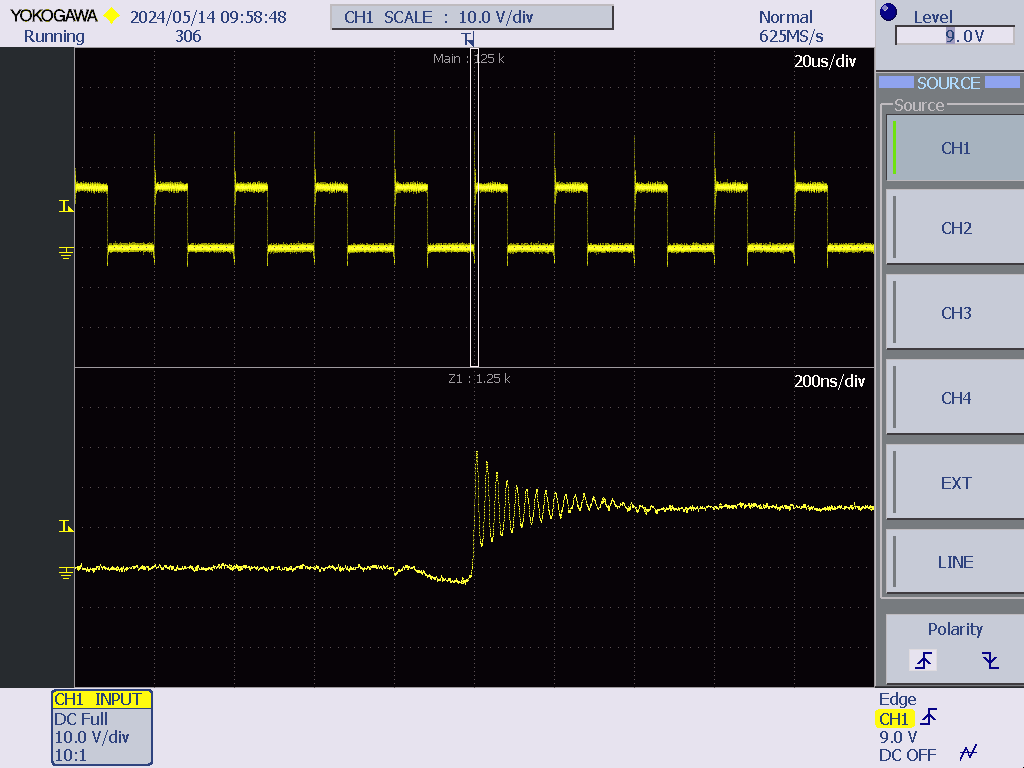 YOKOGAWA 2024/05/14 09:58:48 CH1 SCALE : 10.0 V/div Normal Level
Running 306 625MS/s 9.0V
T
Main : 125 k 20us/div
SOURCE
Source
CH1
T
CH2
CH3
Z1 : 1.25 k 200ns/div
CH4
EXT
T
LINE
Polarity
CH1 INPUT
DC Full
10.0 V/div
10:1
Edge
CH1
9.0 V
DC OFF